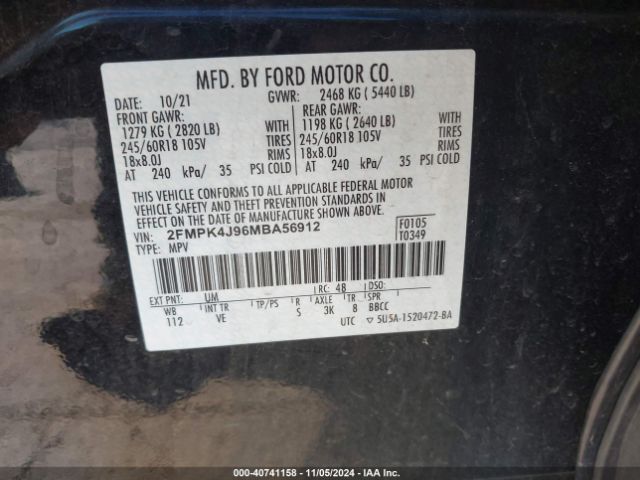 MFD. BY FORD MOTOR CO.
DATE: 10/21 GVWR: 2468 KG ( 5440 LB)
FRONT GAWR: REAR GAWR:
1279 KG ( 2820 LB) WITH 1198 KG ( 2640 LB) WITH
245/60R18 105V TIRES 245/60R18 105V TIRES
18x8.0J RIMS 18x8.0J RIMS
AT 240 kPa/ 35 PSI COLD AT 240 kPa/ 35 PSI COLD
THIS VEHICLE CONFORMS TO ALL APPLICABLE FEDERAL MOTOR
VEHICLE SAFETY AND THEFT PREVENTION STANDARDS IN
EFFECT ON THE DATE OF MANUFACTURE SHOWN ABOVE.
VIN: 2FMPK4J96MBA56912 F0105
TYPE: MPV T0349
EXT PNT: UM RC: 48 DSO:
WB INT TR TP/PS R AXLE TR SPR
112 VE S 3K 8 BBCC
UTC ▽ 5U5A-1520472-BA
000-40741158 - 11/05/2024 - IAA Inc.